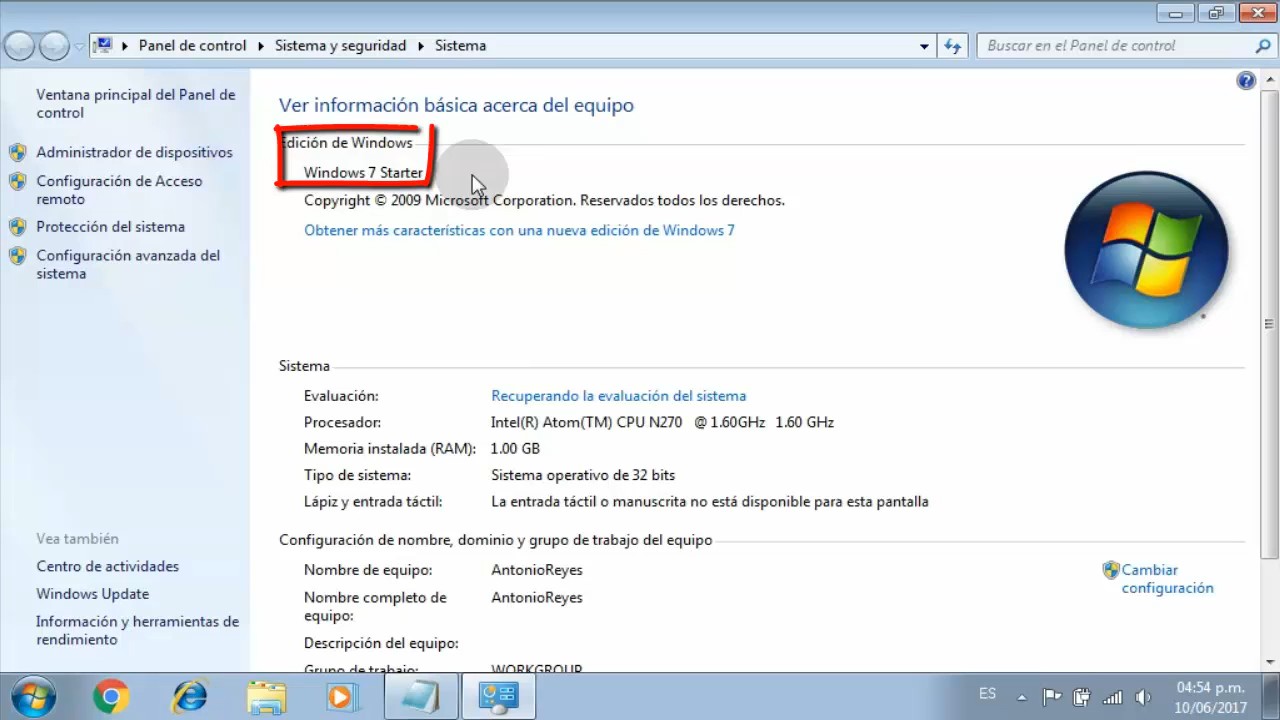 Panel de control ▸ Sistema y seguridad ▸ Sistema
Buscar en el Panel de control
Ventana principal del Panel de
control
Administrador de dispositivos
Configuración de Acceso
remoto
Protección del sistema
Configuración avanzada del
sistema
Vea también
Centro de actividades
Windows Update
Información y herramientas de
rendimiento
Ver información básica acerca del equipo
Edición de Windows
Windows 7 Starter
Copyright © 2009 Microsoft Corporation. Reservados todos los derechos.
Obtener más características con una nueva edición de Windows 7
Sistema
Evaluación: Recuperando la evaluación del sistema
Procesador: Intel(R) Atom(TM) CPU N270 @ 1.60GHz 1.60 GHz
Memoria instalada (RAM): 1.00 GB
Tipo de sistema: Sistema operativo de 32 bits
Lápiz y entrada táctil: La entrada táctil o manuscrita no está disponible para esta pantalla
Configuración de nombre, dominio y grupo de trabajo del equipo
Nombre de equipo: AntonioReyes
Cambiar
configuración
Nombre completo de AntonioReyes
equipo:
Descripción del equipo:
Grupo de trabajo: WORKGROUP
ES
04:54 p.m.
10/06/2017